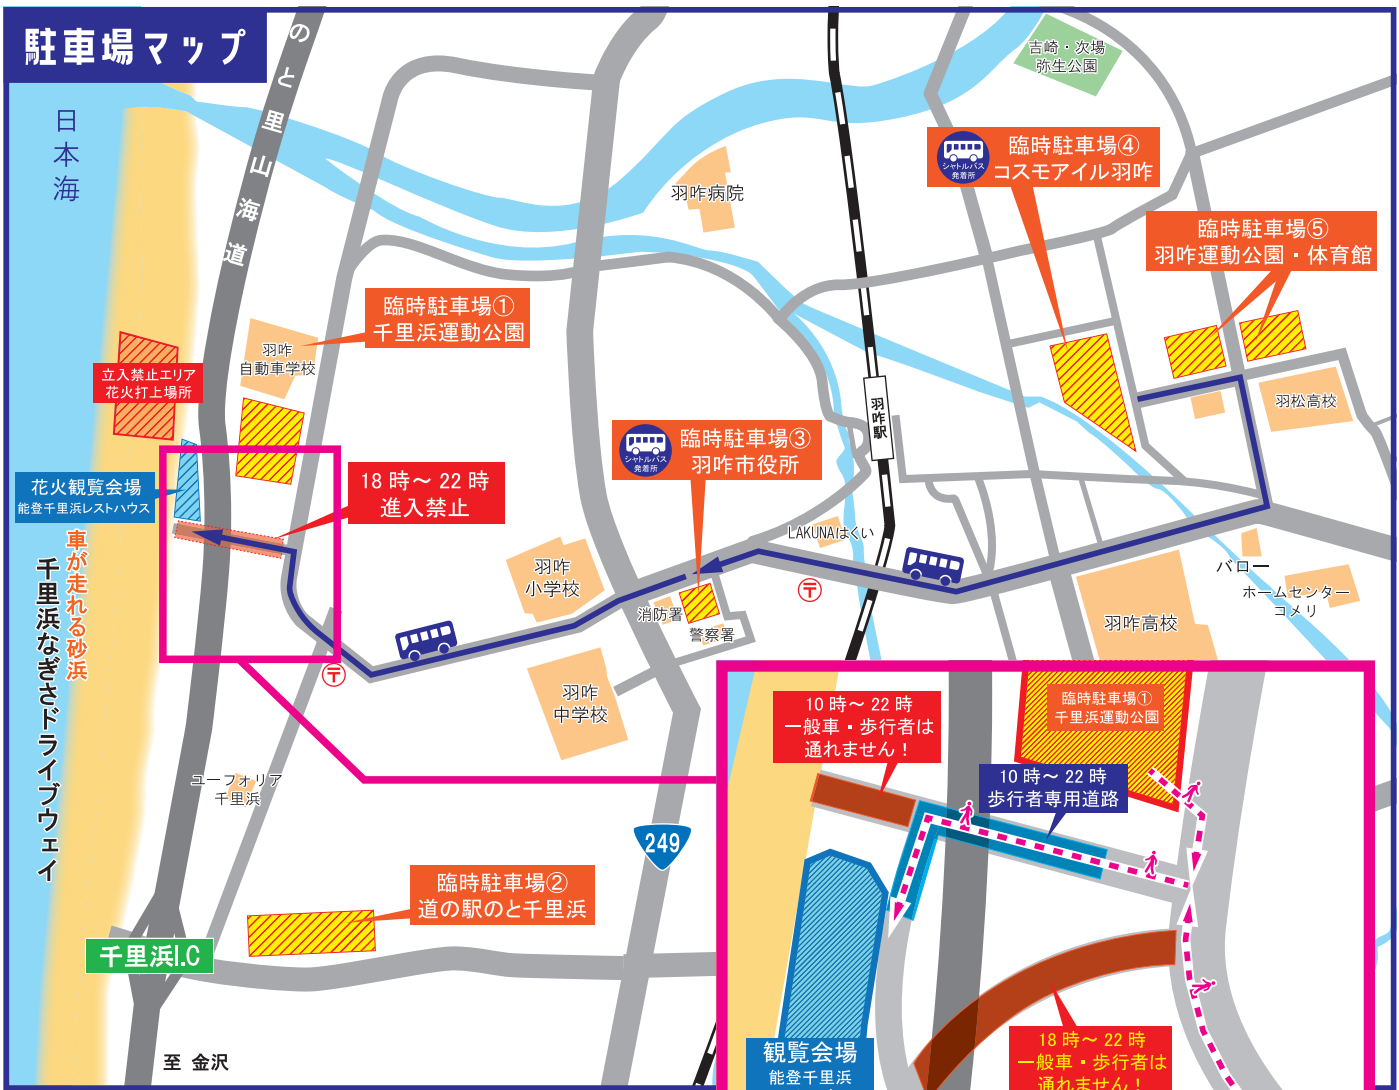 駐車場マップ
日本海
のと里山海道
吉崎・次場
弥生公園
羽咋病院
シャトルバス
発着所
臨時駐車場④
コスモアイル羽咋
臨時駐車場⑤
羽咋運動公園・体育館
臨時駐車場①
千里浜運動公園
羽咋
自動車学校
立入禁止エリア
花火打上場所
羽咋駅
羽松高校
シャトルバス
発着所
臨時駐車場③
羽咋市役所
花火観覧会場
能登千里浜レストハウス
18時〜22時
進入禁止
車が走れる砂浜
千里浜なぎさドライブウェイ
LAKUNAはくい
羽咋
小学校
消防署
警察署
バロー
ホームセンター
コメリ
羽咋高校
羽咋
中学校
ユーフォリア
千里浜
249
臨時駐車場②
道の駅のと千里浜
千里浜I.C
至 金沢
臨時駐車場①
千里浜運動公園
10時〜22時
一般車・歩行者は
通れません！
10時〜22時
歩行者専用道路
観覧会場
能登千里浜
18時〜22時
一般車・歩行者は
通れません！